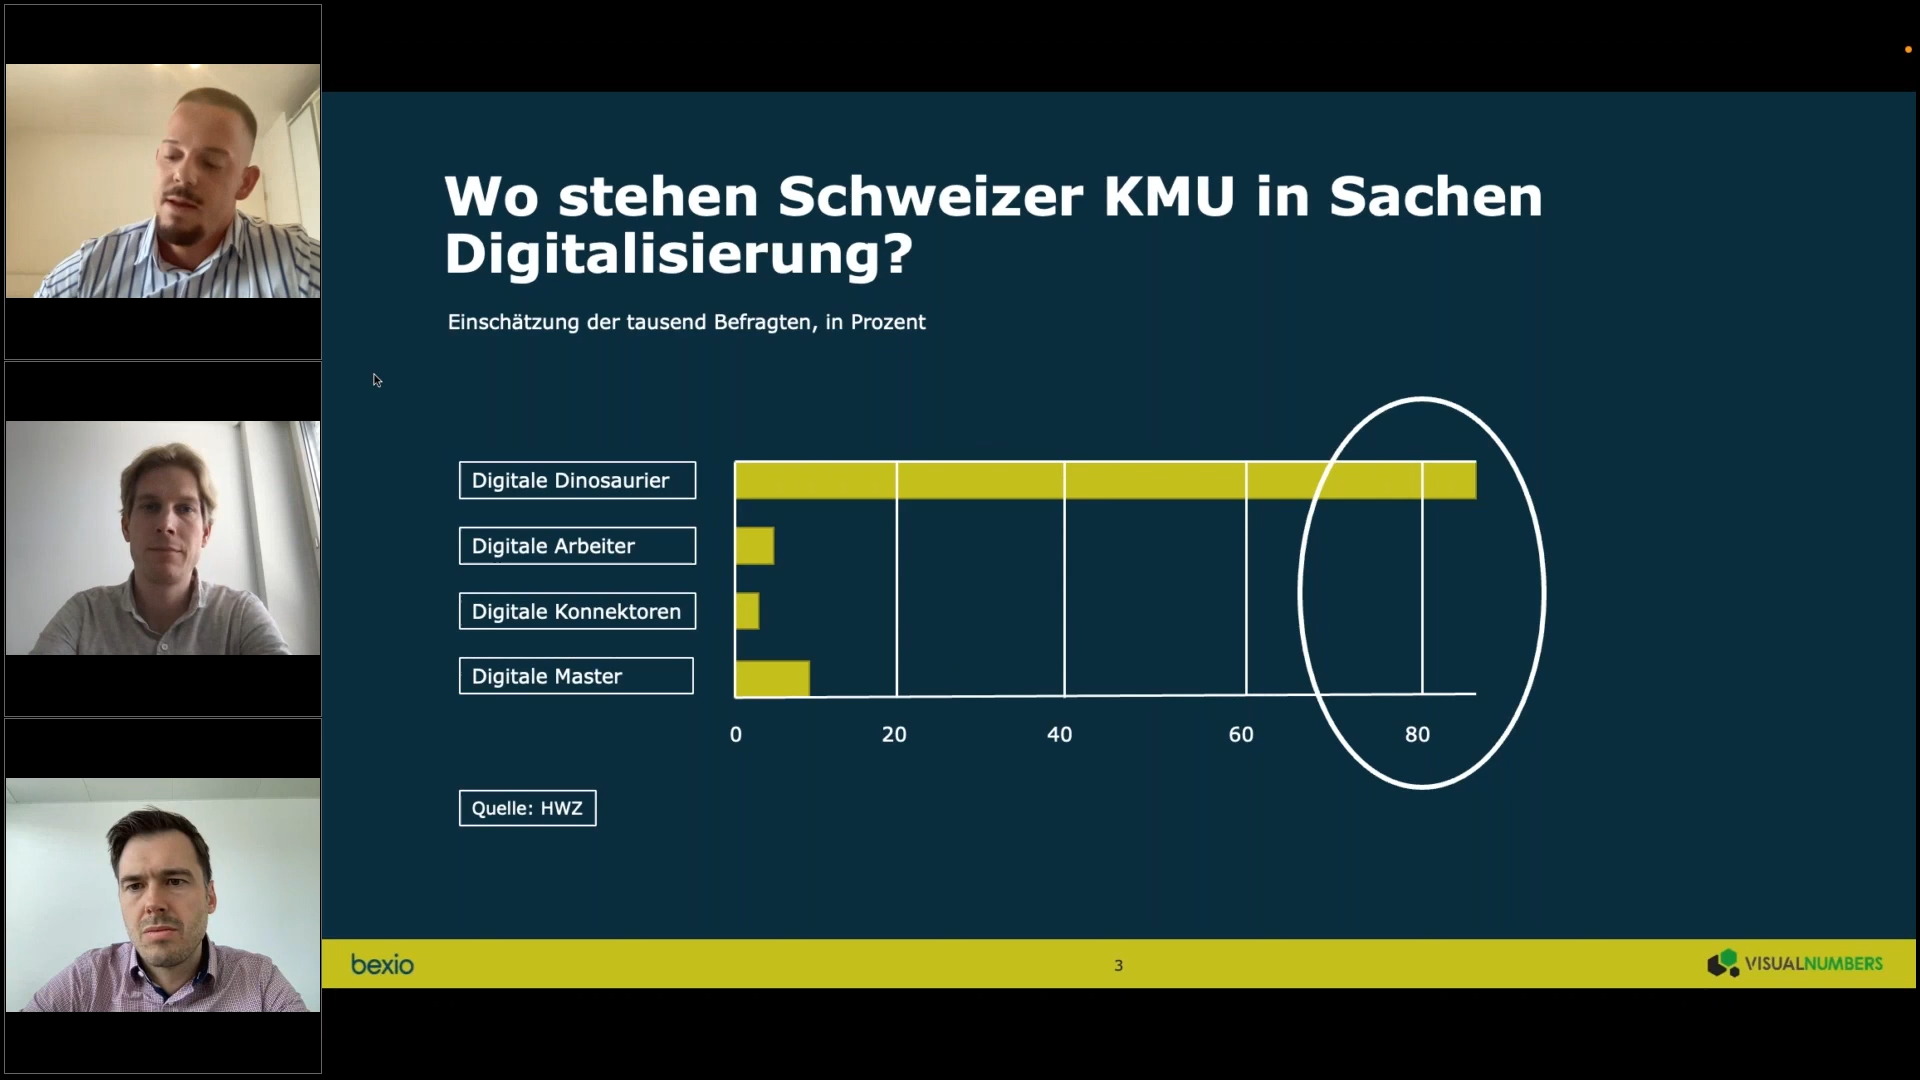 Wo stehen Schweizer KMU in Sachen
Digitalisierung?
Einschätzung der tausend Befragten, in Prozent
Digitale Dinosaurier
Digitale Arbeiter
Digitale Konnektoren
Digitale Master
0 20 40 60 80
Quelle: HWZ
bexio 3 VISUALNUMBERS